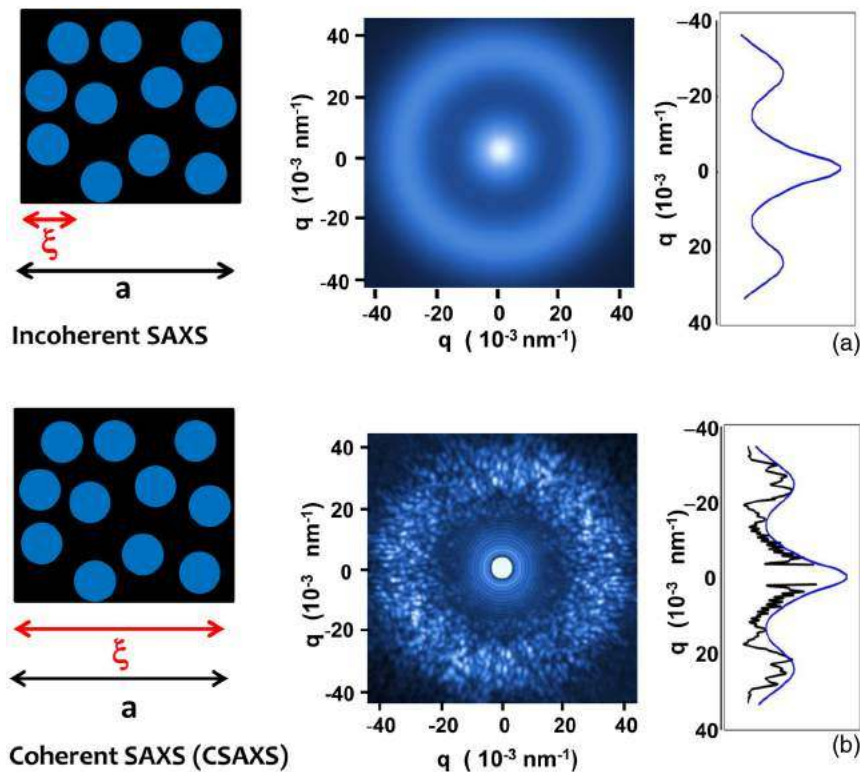 ξ
a
Incoherent SAXS
40
20
0
-20
-40
q (10⁻³ nm⁻¹)
-40 -20 0 20 40
q ( 10⁻³ nm⁻¹)
−40
−20
0
20
40
q (10⁻³ nm⁻¹)
(a)
ξ
a
Coherent SAXS (CSAXS)
40
20
0
-20
-40
q (10⁻³ nm⁻¹)
-40 -20 0 20 40
q (10⁻³ nm⁻¹)
−40
−20
0
20
40
q (10⁻³ nm⁻¹)
(b)